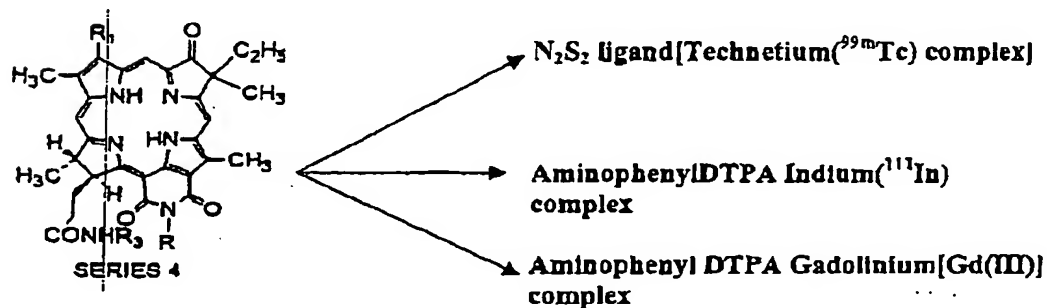 R₁
O
C₂H₅
H₃C
CH₃
NH
N
N
HN
H
H₃C
CH₃
H
O
N
O
CONHR₃
R
SERIES 4
N₂S₂ ligand[Technetium(⁹⁹ᵐTc) complex]
AminophenylDTPA Indium(¹¹¹In)
complex
Aminophenyl DTPA Gadolinium[Gd(III)]
complex